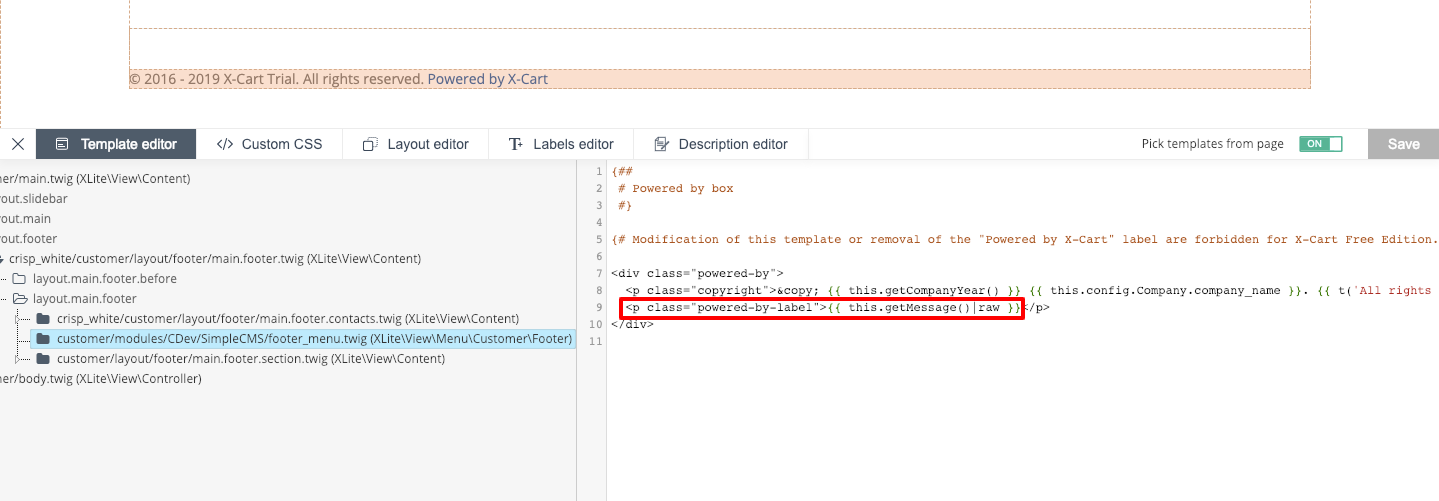 © 2016 - 2019 X-Cart Trial. All rights reserved. Powered by X-Cart
Template editor
Custom CSS
Layout editor
Labels editor
Description editor
Pick templates from page
ON
Save
er/main.twig (XLite\View\Content)
out.slidebar
out.main
out.footer
crisp_white/customer/layout/footer/main.footer.twig (XLite\View\Content)
layout.main.footer.before
layout.main.footer
crisp_white/customer/layout/footer/main.footer.contacts.twig (XLite\View\Content)
customer/modules/CDev/SimpleCMS/footer_menu.twig (XLite\View\Menu\Customer\Footer)
customer/layout/footer/main.footer.section.twig (XLite\View\Content)
er/body.twig (XLite\View\Controller)
1 {##
2 # Powered by box
3 #}
4
5 {# Modification of this template or removal of the "Powered by X-Cart" label are forbidden for X-Cart Free Edition.
6
7 <div class="powered-by">
8 <p class="copyright">&copy; {{ this.getCompanyYear() }} {{ this.config.Company.company_name }}. {{ t('All rights
9 <p class="powered-by-label">{{ this.getMessage()|raw }}</p>
10 </div>
11